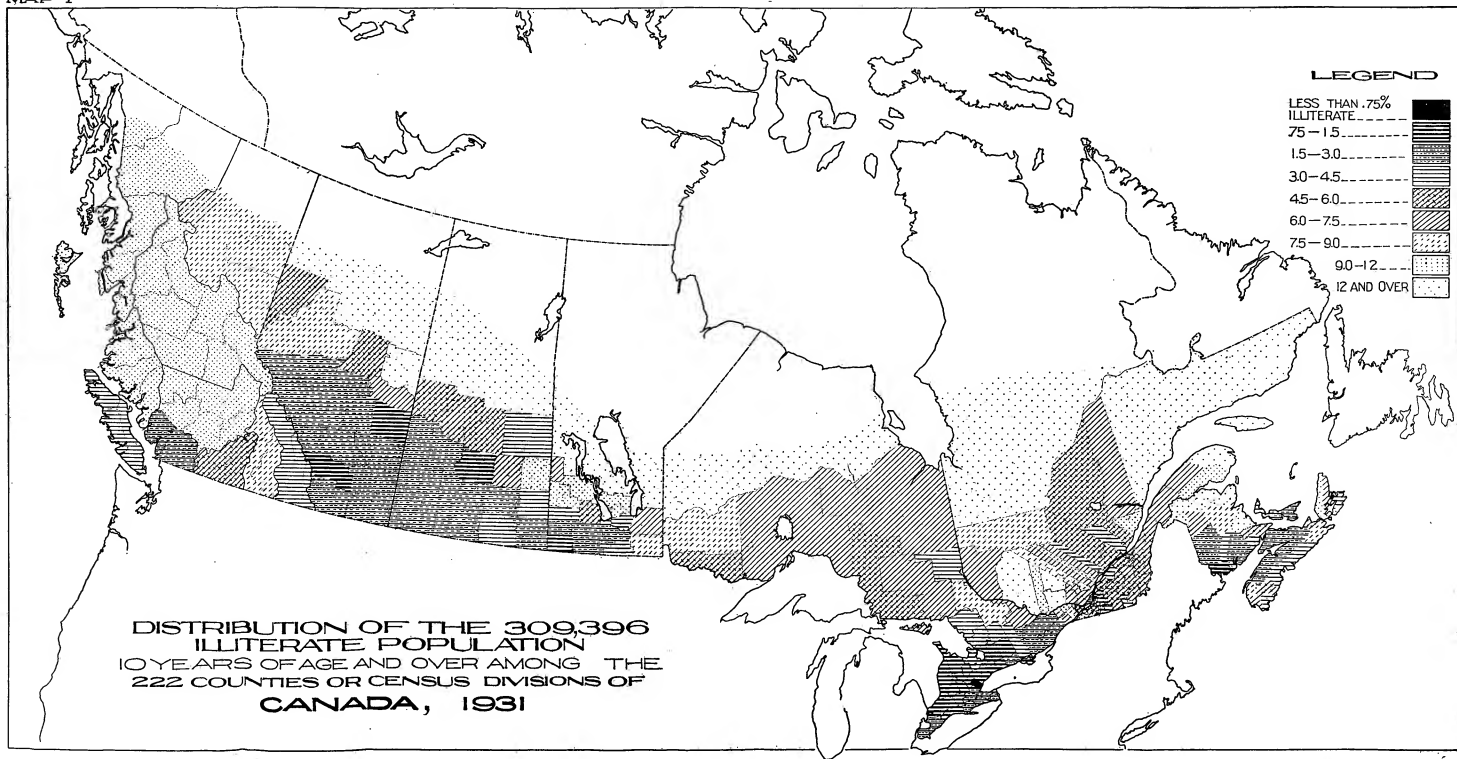 MAP I
LEGEND
LESS THAN .75%
ILLITERATE
.75-1.5
1.5-3.0
3.0-4.5
4.5-6.0
6.0-7.5
7.5-9.0
9.0-12
12 AND OVER
DISTRIBUTION OF THE 309,396
ILLITERATE POPULATION
10 YEARS OF AGE AND OVER AMONG THE
222 COUNTIES OR CENSUS DIVISIONS OF
CANADA, 1931